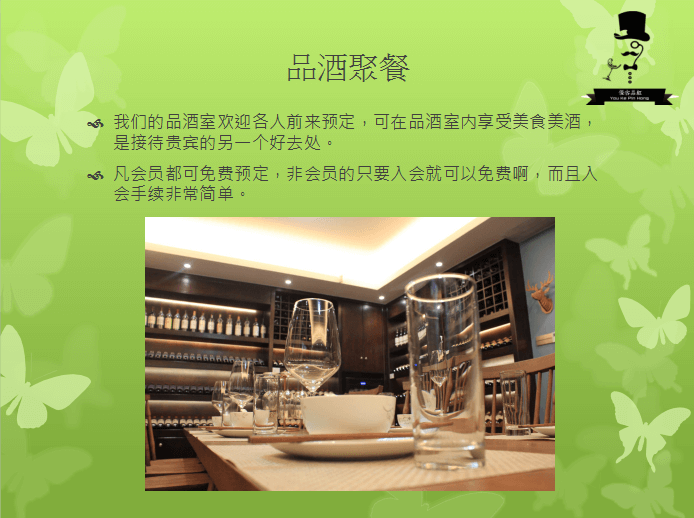 品酒聚餐
我们的品酒室欢迎各人前来预定，可在品酒室内享受美食美酒，
是接待贵宾的另一个好去处。
凡会员都可免费预定，非会员的只要入会就可以免费啊，而且入
会手续非常简单。
You Ke Pin Hong